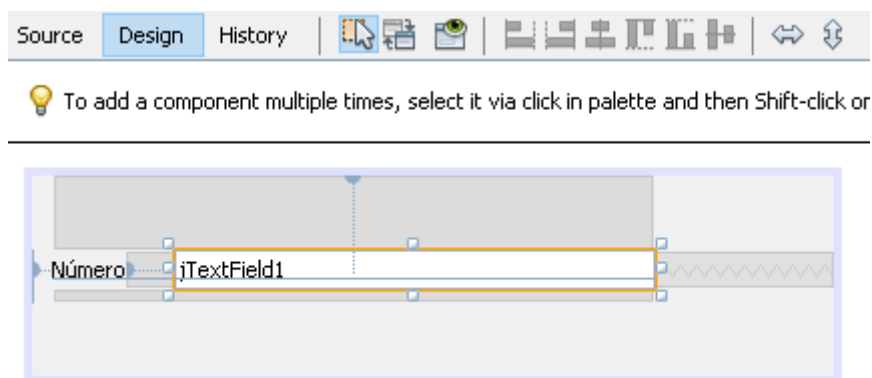 Source Design History
To add a component multiple times, select it via click in palette and then Shift-click or
Número jTextField1